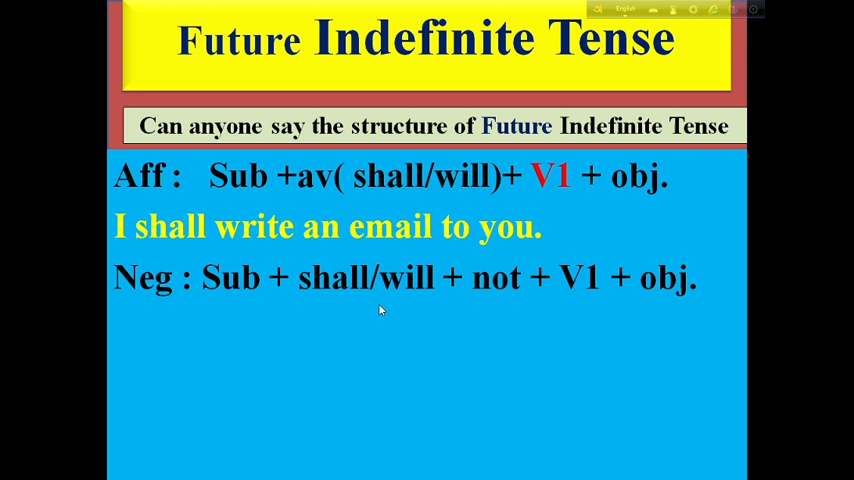 English
Future Indefinite Tense
Can anyone say the structure of Future Indefinite Tense
Aff : Sub +av( shall/will)+ V1 + obj.
I shall write an email to you.
Neg : Sub + shall/will + not + V1 + obj.